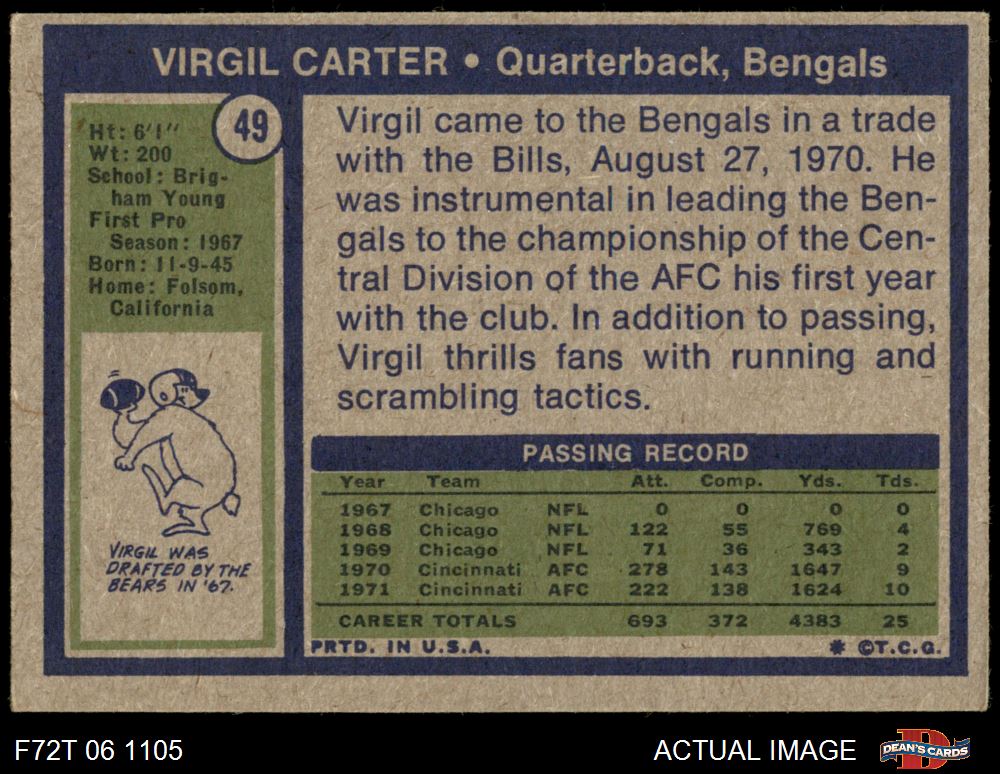 VIRGIL CARTER • Quarterback, Bengals
49
Ht: 6'1"
Wt: 200
School: Brig-
ham Young
First Pro
Season: 1967
Born: 11-9-45
Home: Folsom,
California
VIRGIL WAS
DRAFTED BY THE
BEARS IN '67.
Virgil came to the Bengals in a trade
with the Bills, August 27, 1970. He
was instrumental in leading the Ben-
gals to the championship of the Cen-
tral Division of the AFC his first year
with the club. In addition to passing,
Virgil thrills fans with running and
scrambling tactics.
PASSING RECORD
Year Team Att. Comp. Yds. Tds.
1967 Chicago NFL 0 0 0 0
1968 Chicago NFL 122 55 769 4
1969 Chicago NFL 71 36 343 2
1970 Cincinnati AFC 278 143 1647 9
1971 Cincinnati AFC 222 138 1624 10
CAREER TOTALS 693 372 4383 25
PRTD. IN U.S.A. * ©T.C.G.
F72T 06 1105 ACTUAL IMAGE DEAN'S CARDS